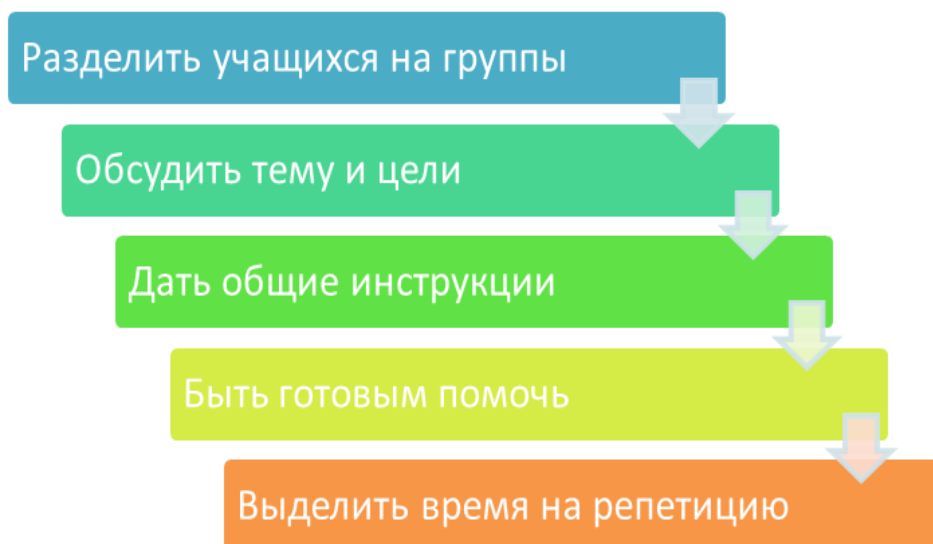 Разделить учащихся на группы
Обсудить тему и цели
Дать общие инструкции
Быть готовым помочь
Выделить время на репетицию